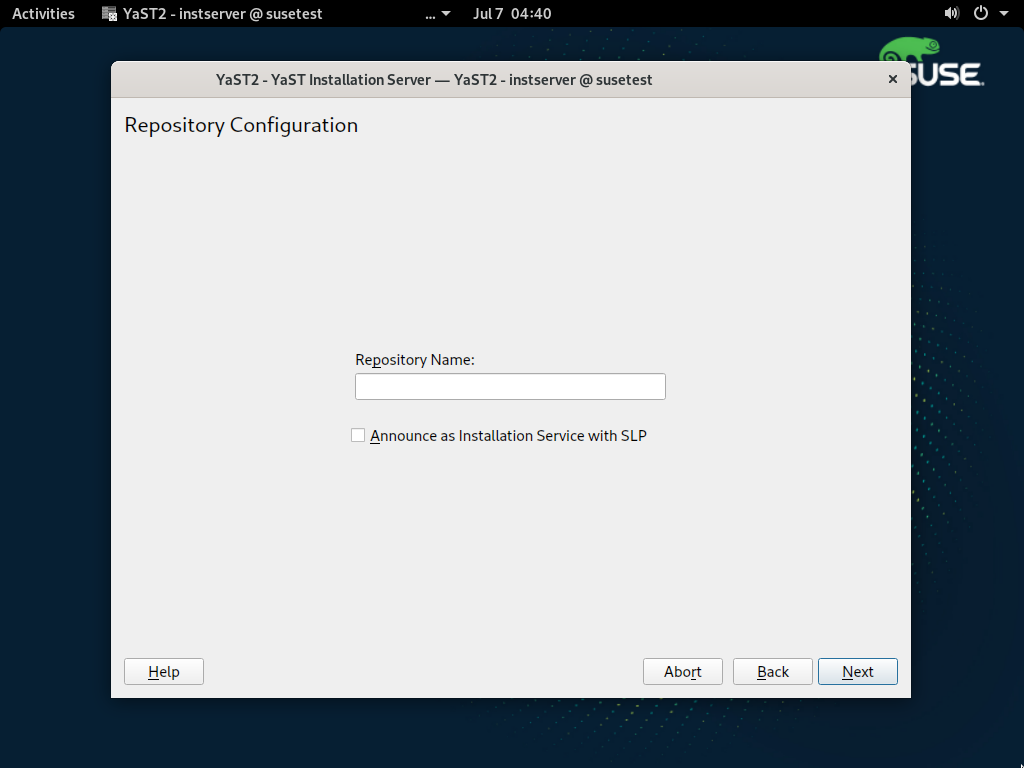 Activities YaST2 - instserver @ susetest ... Jul 7 04:40
SUSE.
YaST2 - YaST Installation Server — YaST2 - instserver @ susetest
Repository Configuration
Repository Name:
Announce as Installation Service with SLP
Help Abort Back Next